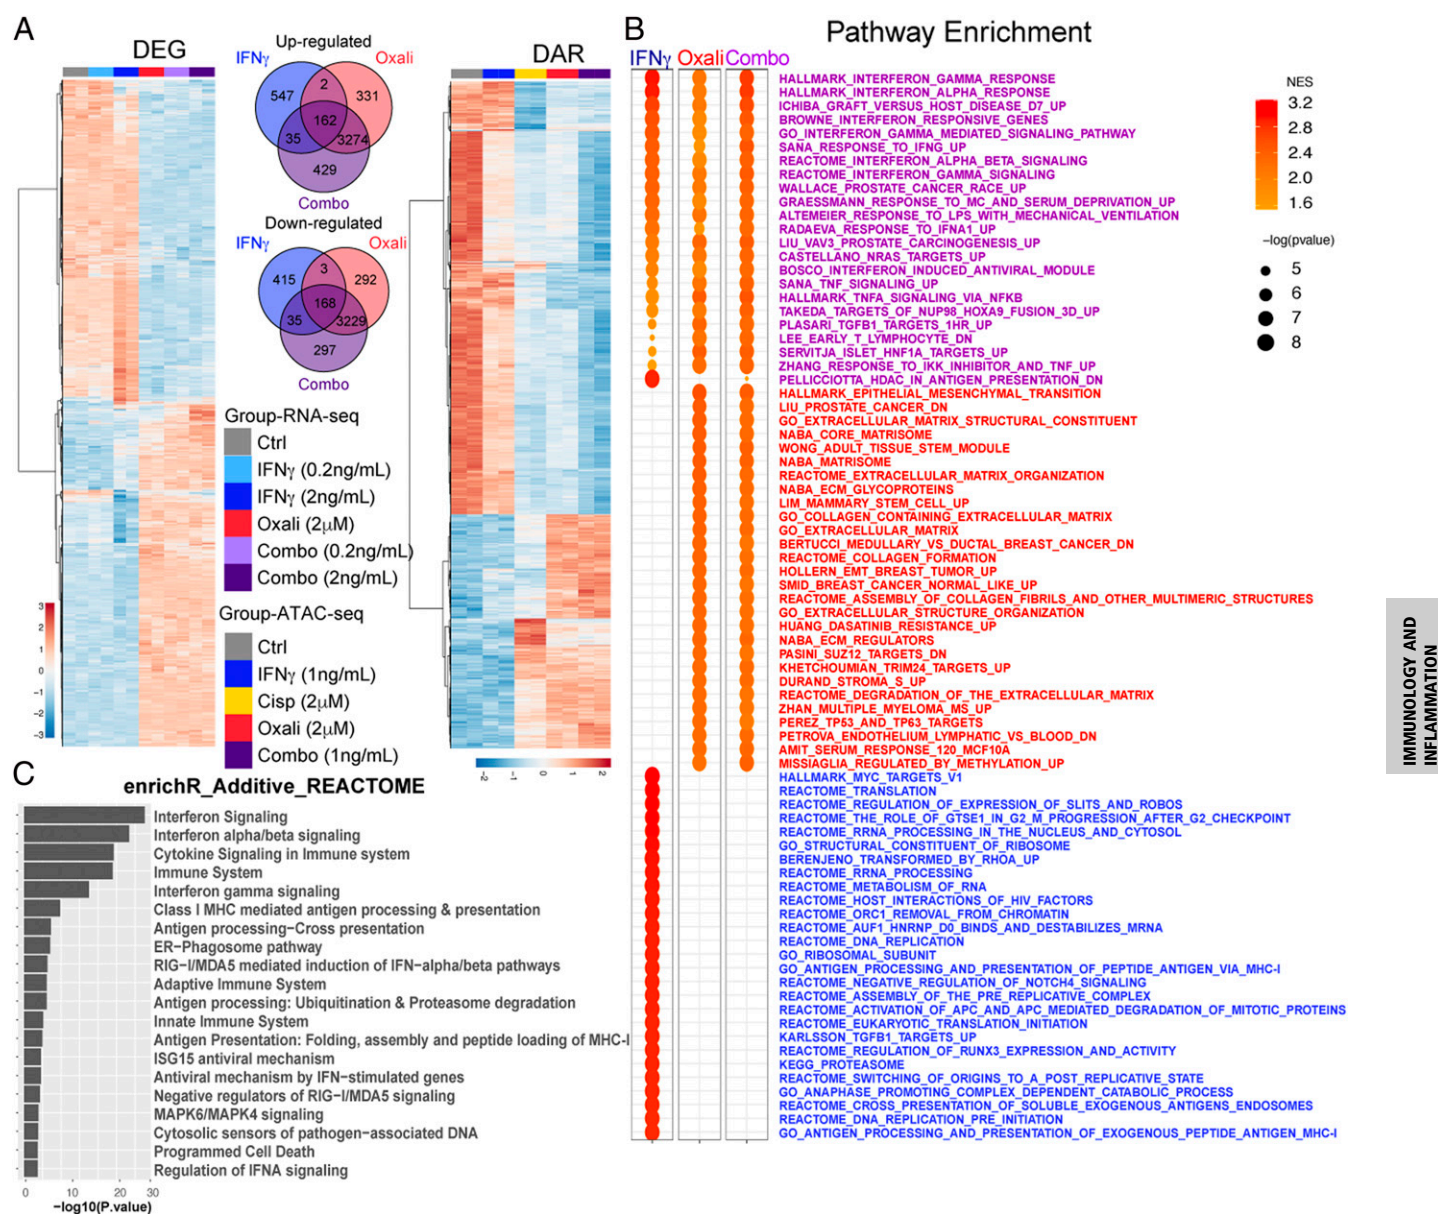 A
DEG
Up-regulated
IFNγ
Oxali
547
2
331
162
35
3274
429
Combo
Down-regulated
IFNγ
Oxali
415
3
292
168
35
3229
297
Combo
DAR
Group-RNA-seq
Ctrl
IFNγ (0.2ng/mL)
IFNγ (2ng/mL)
Oxali (2μM)
Combo (0.2ng/mL)
Combo (2ng/mL)
Group-ATAC-seq
Ctrl
IFNγ (1ng/mL)
Cisp (2μM)
Oxali (2μM)
Combo (1ng/mL)
3
2
1
0
−1
−2
−3
−2
−1
0
1
2
B
Pathway Enrichment
IFNγ Oxali Combo
HALLMARK_INTERFERON_GAMMA_RESPONSE
HALLMARK_INTERFERON_ALPHA_RESPONSE
ICHIBA_GRAFT_VERSUS_HOST_DISEASE_D7_UP
BROWNE_INTERFERON_RESPONSIVE_GENES
GO_INTERFERON_GAMMA_MEDIATED_SIGNALING_PATHWAY
SANA_RESPONSE_TO_IFNG_UP
REACTOME_INTERFERON_ALPHA_BETA_SIGNALING
REACTOME_INTERFERON_GAMMA_SIGNALING
WALLACE_PROSTATE_CANCER_RACE_UP
GRAESSMANN_RESPONSE_TO_MC_AND_SERUM_DEPRIVATION_UP
ALTEMEIER_RESPONSE_TO_LPS_WITH_MECHANICAL_VENTILATION
RADAEVA_RESPONSE_TO_IFNA1_UP
LIU_VAV3_PROSTATE_CARCINOGENESIS_UP
CASTELLANO_NRAS_TARGETS_UP
BOSCO_INTERFERON_INDUCED_ANTIVIRAL_MODULE
SANA_TNF_SIGNALING_UP
HALLMARK_TNFA_SIGNALING_VIA_NFKB
TAKEDA_TARGETS_OF_NUP98_HOXA9_FUSION_3D_UP
PLASARI_TGFB1_TARGETS_1HR_UP
LEE_EARLY_T_LYMPHOCYTE_DN
SERVITJA_ISLET_HNF1A_TARGETS_UP
ZHANG_RESPONSE_TO_IKK_INHIBITOR_AND_TNF_UP
PELLICCIOTTA_HDAC_IN_ANTIGEN_PRESENTATION_DN
HALLMARK_EPITHELIAL_MESENCHYMAL_TRANSITION
LIU_PROSTATE_CANCER_DN
GO_EXTRACELLULAR_MATRIX_STRUCTURAL_CONSTITUENT
NABA_CORE_MATRISOME
WONG_ADULT_TISSUE_STEM_MODULE
NABA_MATRISOME
REACTOME_EXTRACELLULAR_MATRIX_ORGANIZATION
NABA_ECM_GLYCOPROTEINS
LIM_MAMMARY_STEM_CELL_UP
GO_COLLAGEN_CONTAINING_EXTRACELLULAR_MATRIX
GO_EXTRACELLULAR_MATRIX
BERTUCCI_MEDULLARY_VS_DUCTAL_BREAST_CANCER_DN
REACTOME_COLLAGEN_FORMATION
HOLLERN_EMT_BREAST_TUMOR_UP
SMID_BREAST_CANCER_NORMAL_LIKE_UP
REACTOME_ASSEMBLY_OF_COLLAGEN_FIBRILS_AND_OTHER_MULTIMERIC_STRUCTURES
GO_EXTRACELLULAR_STRUCTURE_ORGANIZATION
HUANG_DASATINIB_RESISTANCE_UP
NABA_ECM_REGULATORS
PASINI_SUZ12_TARGETS_DN
KHETCHOUMIAN_TRIM24_TARGETS_UP
DURAND_STROMA_S_UP
REACTOME_DEGRADATION_OF_THE_EXTRACELLULAR_MATRIX
ZHAN_MULTIPLE_MYELOMA_MS_UP
PEREZ_TP53_AND_TP63_TARGETS
PETROVA_ENDOTHELIUM_LYMPHATIC_VS_BLOOD_DN
AMIT_SERUM_RESPONSE_120_MCF10A
MISSIAGLIA_REGULATED_BY_METHYLATION_UP
HALLMARK_MYC_TARGETS_V1
REACTOME_TRANSLATION
REACTOME_REGULATION_OF_EXPRESSION_OF_SLITS_AND_ROBOS
REACTOME_THE_ROLE_OF_GTSE1_IN_G2_M_PROGRESSION_AFTER_G2_CHECKPOINT
REACTOME_RRNA_PROCESSING_IN_THE_NUCLEUS_AND_CYTOSOL
GO_STRUCTURAL_CONSTITUENT_OF_RIBOSOME
BERENJENO_TRANSFORMED_BY_RHOA_UP
REACTOME_RRNA_PROCESSING
REACTOME_METABOLISM_OF_RNA
REACTOME_HOST_INTERACTIONS_OF_HIV_FACTORS
REACTOME_ORC1_REMOVAL_FROM_CHROMATIN
REACTOME_AUF1_HNRNP_D0_BINDS_AND_DESTABILIZES_MRNA
REACTOME_DNA_REPLICATION
GO_RIBOSOMAL_SUBUNIT
GO_ANTIGEN_PROCESSING_AND_PRESENTATION_OF_PEPTIDE_ANTIGEN_VIA_MHC-I
REACTOME_NEGATIVE_REGULATION_OF_NOTCH4_SIGNALING
REACTOME_ASSEMBLY_OF_THE_PRE_REPLICATIVE_COMPLEX
REACTOME_ACTIVATION_OF_APC_AND_APC_MEDIATED_DEGRADATION_OF_MITOTIC_PROTEINS
REACTOME_EUKARYOTIC_TRANSLATION_INITIATION
KARLSSON_TGFB1_TARGETS_UP
REACTOME_REGULATION_OF_RUNX3_EXPRESSION_AND_ACTIVITY
KEGG_PROTEASOME
REACTOME_SWITCHING_OF_ORIGINS_TO_A_POST_REPLICATIVE_STATE
GO_ANAPHASE_PROMOTING_COMPLEX_DEPENDENT_CATABOLIC_PROCESS
REACTOME_CROSS_PRESENTATION_OF_SOLUBLE_EXOGENOUS_ANTIGENS_ENDOSOMES
REACTOME_DNA_REPLICATION_PRE_INITIATION
GO_ANTIGEN_PROCESSING_AND_PRESENTATION_OF_EXOGENOUS_PEPTIDE_ANTIGEN_MHC-I
NES
3.2
2.8
2.4
2.0
1.6
−log(pvalue)
5
6
7
8
C
enrichR_Additive_REACTOME
Interferon Signaling
Interferon alpha/beta signaling
Cytokine Signaling in Immune system
Immune System
Interferon gamma signaling
Class I MHC mediated antigen processing & presentation
Antigen processing−Cross presentation
ER−Phagosome pathway
RIG−I/MDA5 mediated induction of IFN−alpha/beta pathways
Adaptive Immune System
Antigen processing: Ubiquitination & Proteasome degradation
Innate Immune System
Antigen Presentation: Folding, assembly and peptide loading of MHC-I
ISG15 antiviral mechanism
Antiviral mechanism by IFN−stimulated genes
Negative regulators of RIG−I/MDA5 signaling
MAPK6/MAPK4 signaling
Cytosolic sensors of pathogen−associated DNA
Programmed Cell Death
Regulation of IFNA signaling
0
10
20
30
−log10(P.value)
IMMUNOLOGY AND
INFLAMMATION